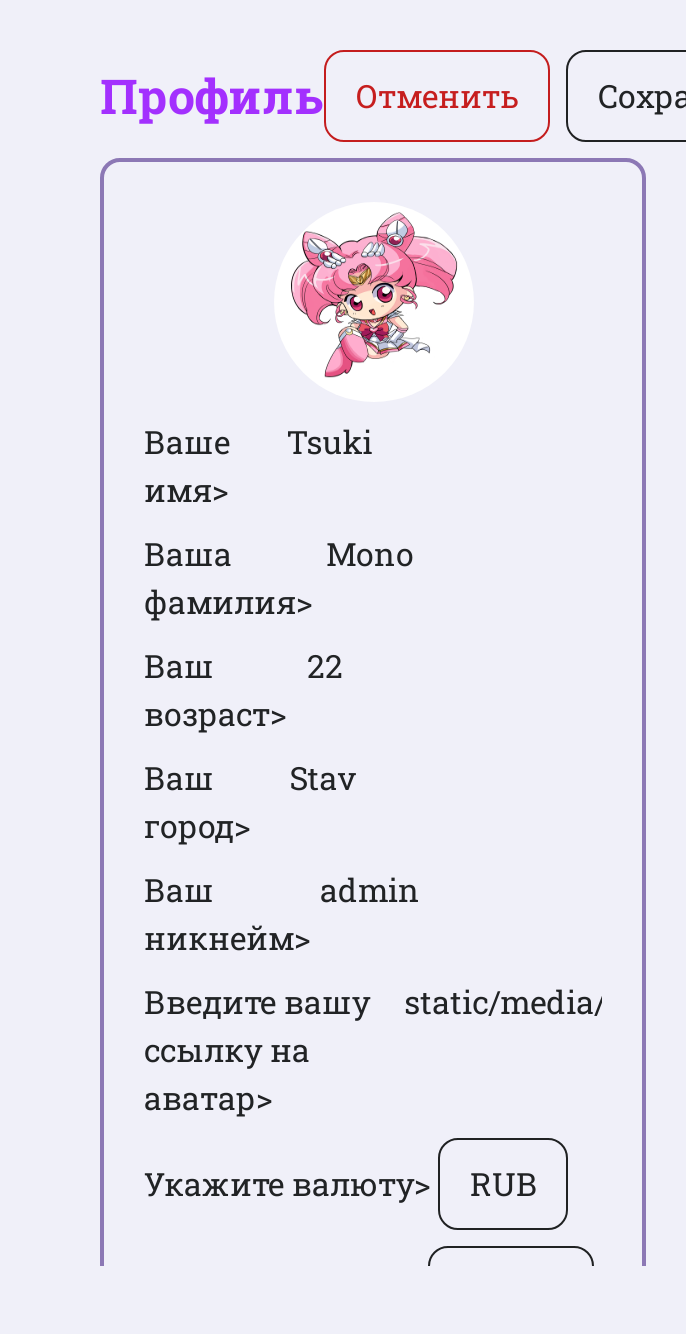 Профиль Отменить Сохра
Ваше Tsuki
имя>
Ваша Mono
фамилия>
Ваш 22
возраст>
Ваш Stav
город>
Ваш admin
никнейм>
Введите вашу static/media/
ссылку на
аватар>
Укажите валюту> RUB